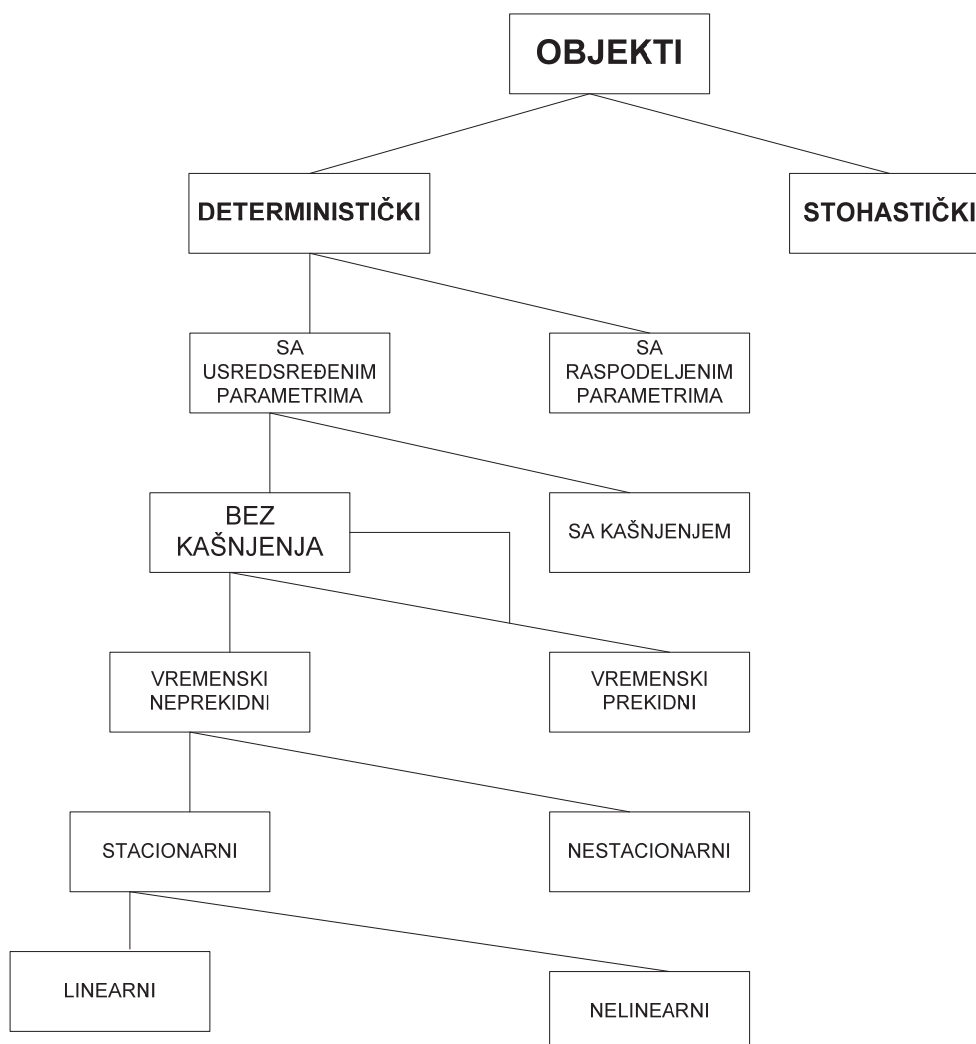 OBJEKTI
DETERMINISTIČKI
STOHASTIČKI
SA
USREDSREĐENIM
PARAMETRIMA
SA
RASPODELJENIM
PARAMETRIMA
BEZ
KAŠNJENJA
SA KAŠNJENJEM
VREMENSKI
NEPREKIDNI
VREMENSKI
PREKIDNI
STACIONARNI
NESTACIONARNI
LINEARNI
NELINEARNI